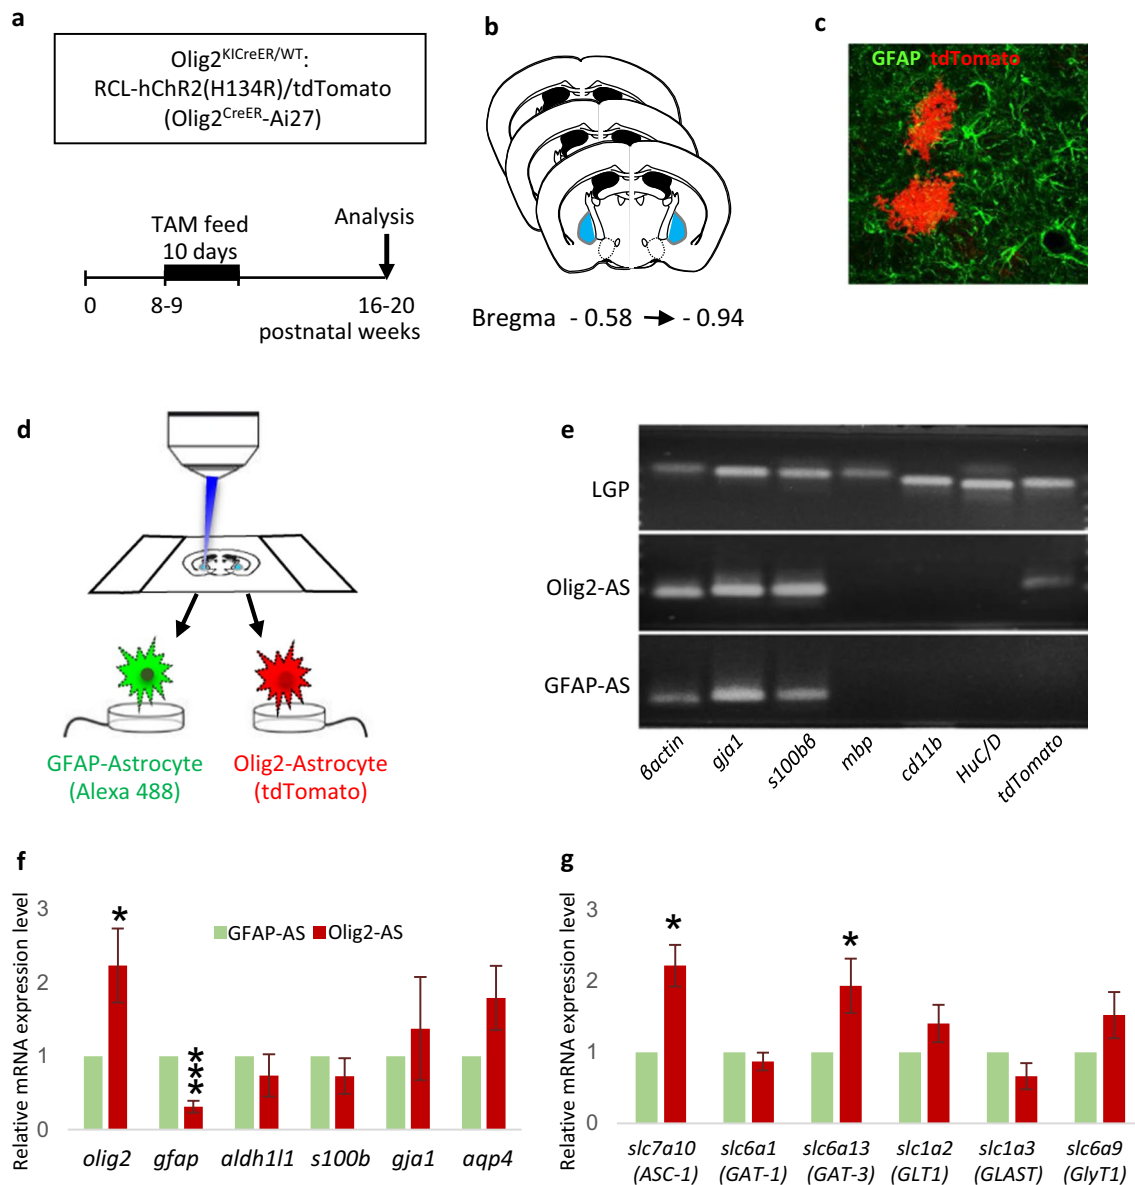 a
Olig2KICreER/WT:
RCL-hChR2(H134R)/tdTomato
(Olig2CreER-Ai27)
TAM feed
10 days
Analysis
0
8-9
16-20
postnatal weeks
b
Bregma - 0.58 → - 0.94
c
GFAP tdTomato
d
GFAP-Astrocyte
(Alexa 488)
Olig2-Astrocyte
(tdTomato)
e
LGP
Olig2-AS
GFAP-AS
βactin
gja1
s100bβ
mbp
cd11b
HuC/D
tdTomato
f
Relative mRNA expression level
3
2
1
0
GFAP-AS
Olig2-AS
*
***
olig2
gfap
aldh1l1
s100b
gja1
aqp4
g
Relative mRNA expression level
3
2
1
0
*
*
slc7a10
(ASC-1)
slc6a1
(GAT-1)
slc6a13
(GAT-3)
slc1a2
(GLT1)
slc1a3
(GLAST)
slc6a9
(GlyT1)